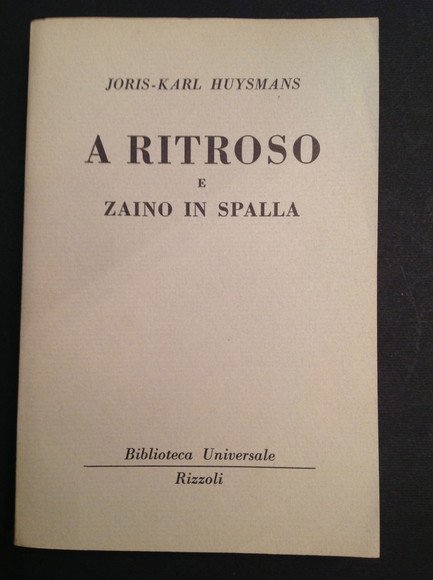 JORIS-KARL HUYSMANS
A RITROSO
E
ZAINO IN SPALLA
Biblioteca Universale
Rizzoli